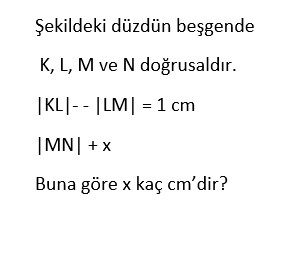 Şekildeki düzdün beşgende
K, L, M ve N doğrusaldır.
|KL|- - |LM| = 1 cm
|MN| + x
Buna göre x kaç cm’dir?